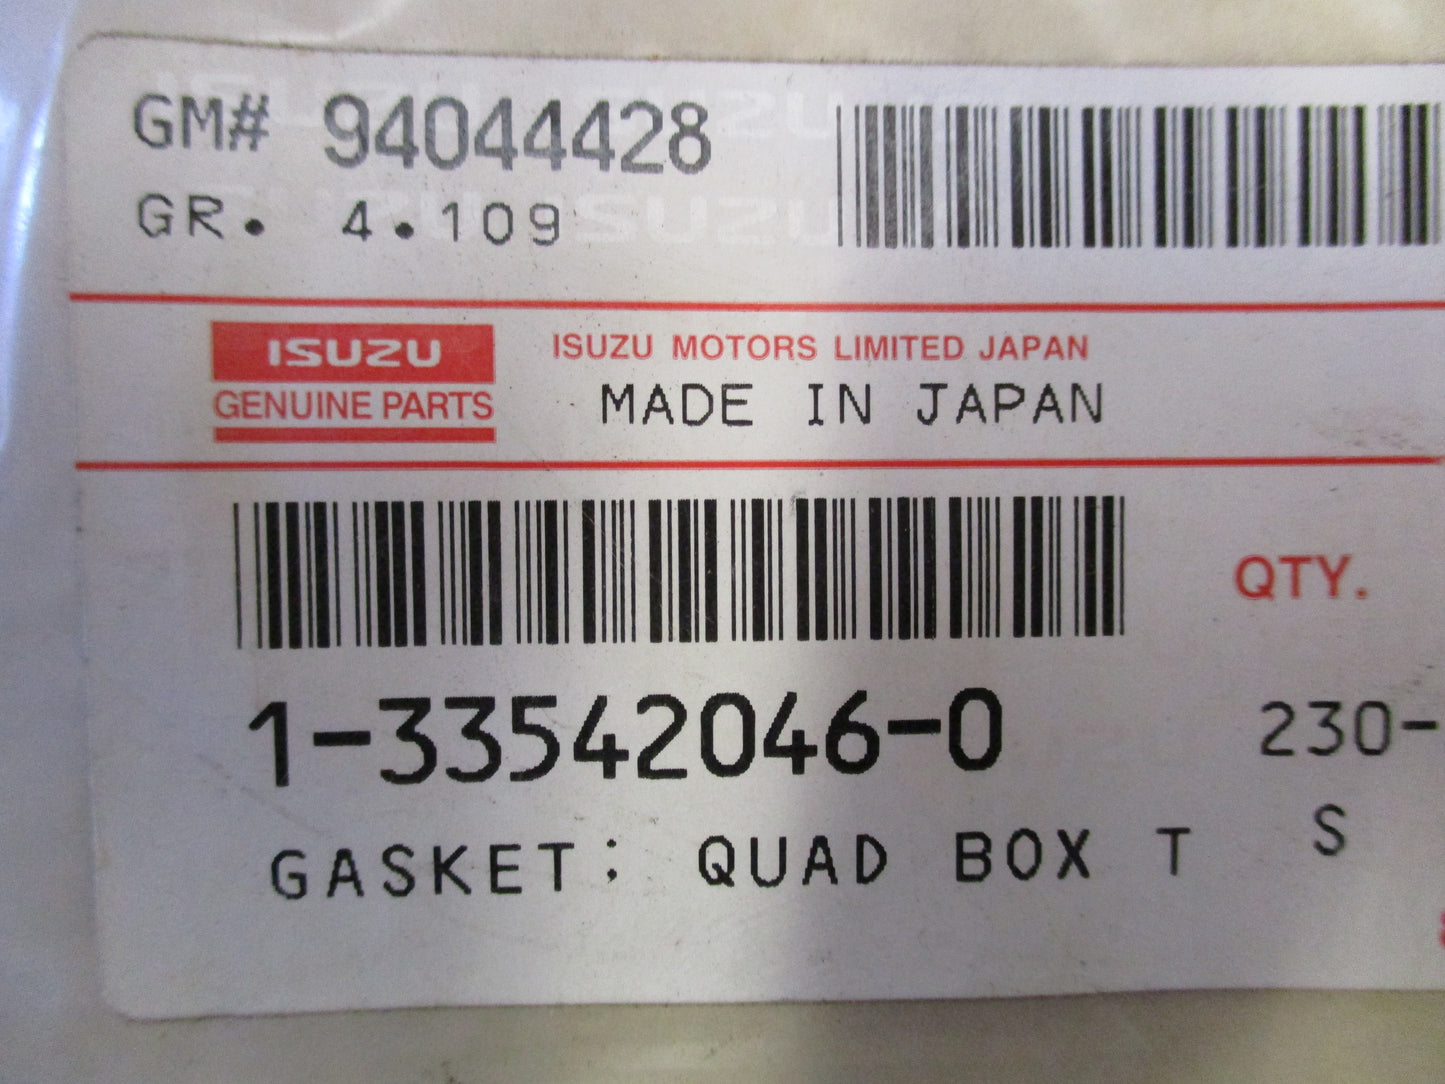 GM# 94044428
GR. 4.109
ISUZU
GENUINE PARTS
ISUZU MOTORS LIMITED JAPAN
MADE IN JAPAN
QTY.
1-33542046-0
230-
GASKET; QUAD BOX T S